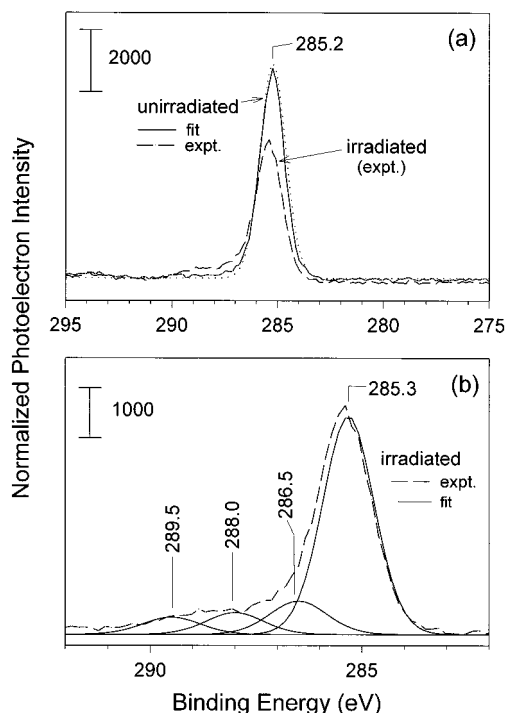 Normalized Photoelectron Intensity
(a)
2000
285.2
unirradiated
fit
expt.
irradiated
(expt.)
295
290
285
280
275
(b)
1000
285.3
irradiated
expt.
fit
289.5
288.0
286.5
290
285
Binding Energy (eV)